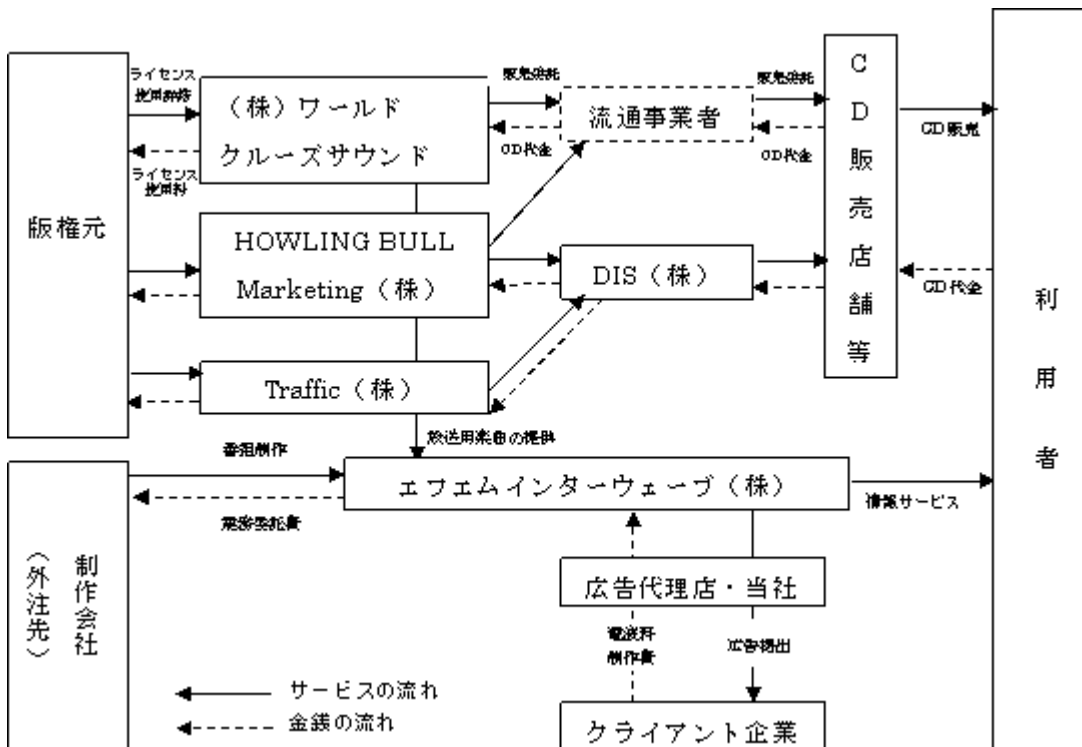 ライセンス
使用許諾
ライセンス
使用料
版権元
（株）ワールド
クルーズサウンド
販売委託
CD代金
流通事業者
販売委託
CD代金
CD販売店舗等
CD販売
CD代金
利用者
HOWLING BULL
Marketing（株）
DIS（株）
Traffic（株）
放送用楽曲の提供
番組制作
業務委託費
エフエムインターウェーブ（株）
情報サービス
制作会社
（外注先）
広告代理店・当社
電波料
制作費
広告提出
クライアント企業
サービスの流れ
金銭の流れ